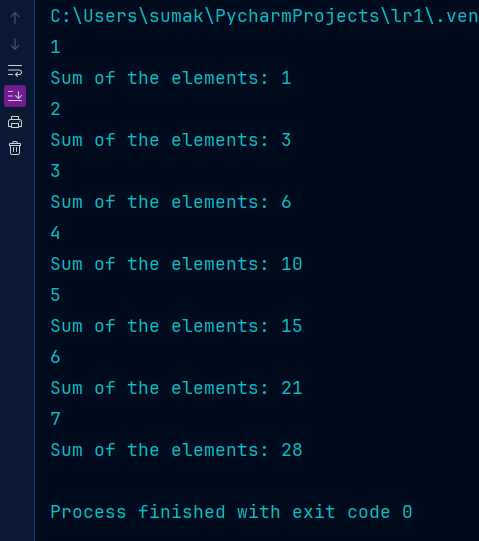 C:\Users\sumak\PycharmProjects\lr1\.ven
1
Sum of the elements: 1
2
Sum of the elements: 3
3
Sum of the elements: 6
4
Sum of the elements: 10
5
Sum of the elements: 15
6
Sum of the elements: 21
7
Sum of the elements: 28
Process finished with exit code 0